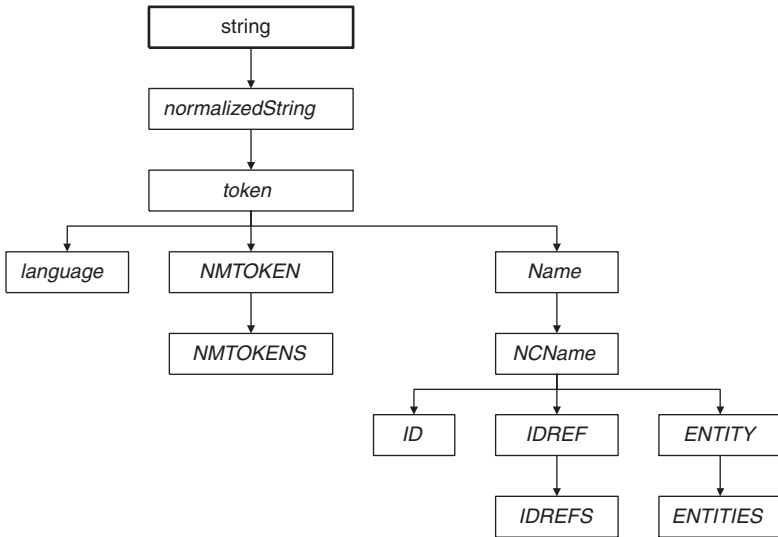 string
normalizedString
token
language
NMTOKEN
Name
NMTOKENS
NCName
ID
IDREF
ENTITY
IDREFS
ENTITIES